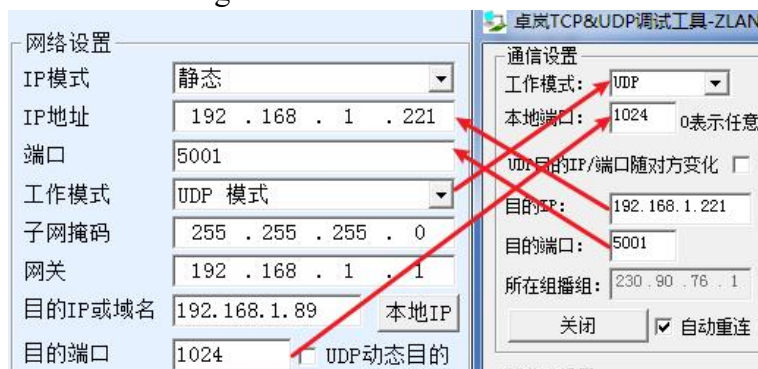 网络设置
IP模式 静态
IP地址 192 . 168 . 1 . 221
端口 5001
工作模式 UDP 模式
子网掩码 255 . 255 . 255 . 0
网关 192 . 168 . 1 . 1
目的IP或域名 192.168.1.89 本地IP
目的端口 1024 UDP动态目的
卓岚TCP&UDP调试工具-ZLAN
通信设置
工作模式: UDP
本地端口: 1024 0表示任意
UDP目的IP/端口随对方变化
目的IP: 192.168.1.221
目的端口: 5001
所在组播组: 230 . 90 . 76 . 1
关闭 自动重连